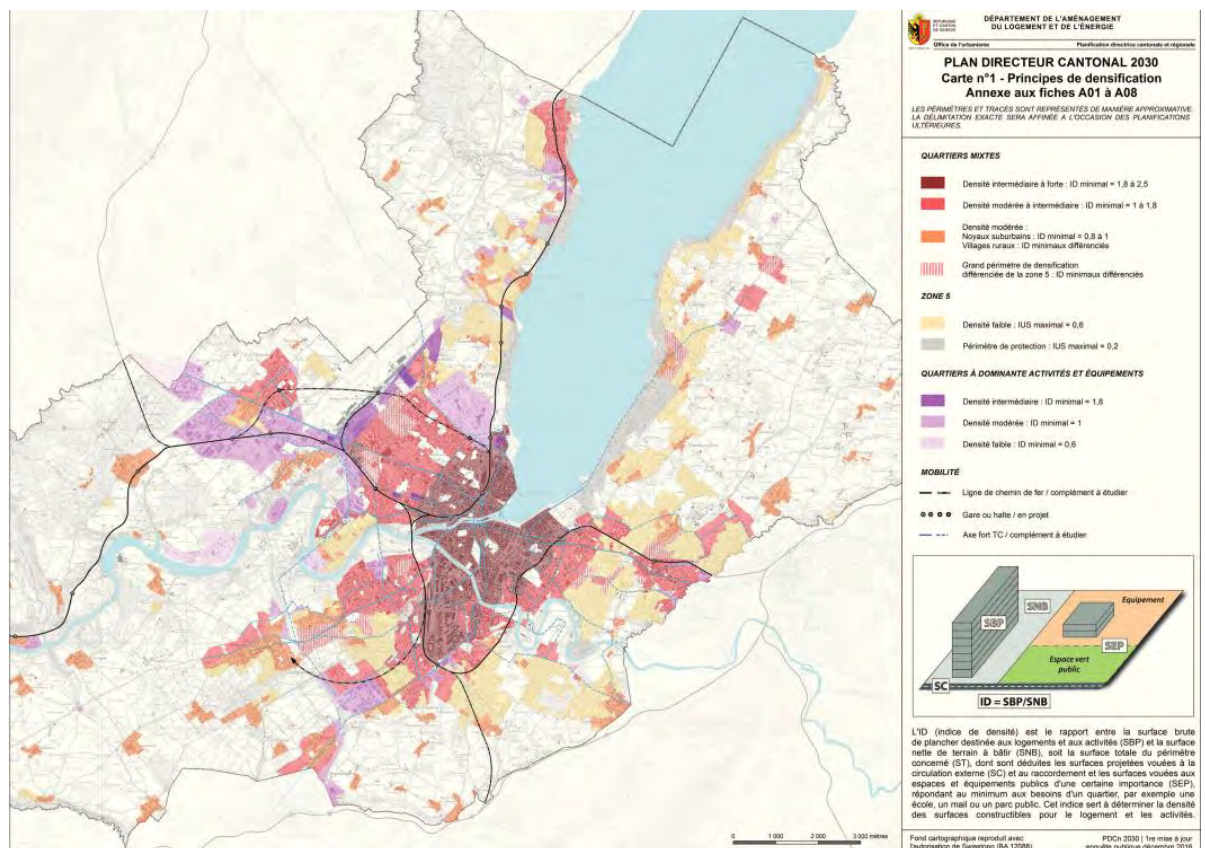 RÉPUBLIQUE
ET CANTON
DE GENÈVE
DÉPARTEMENT DE L'AMÉNAGEMENT
DU LOGEMENT ET DE L'ÉNERGIE
Office de l'urbanisme
Planification directrice cantonale et régionale
PLAN DIRECTEUR CANTONAL 2030
Carte n°1 - Principes de densification
Annexe aux fiches A01 à A08
LES PÉRIMÈTRES ET TRACÉS SONT REPRÉSENTÉS DE MANIÈRE APPROXIMATIVE
LA DÉLIMITATION EXACTE SERA AFFINÉE A L'OCCASION DES PLANIFICATIONS
ULTÉRIEURES.
QUARTIERS MIXTES
Densité intermédiaire à forte : ID minimal = 1,8 à 2,5
Densité modérée à intermédiaire : ID minimal = 1 à 1,8
Densité modérée :
Noyaux suburbains : ID minimal = 0,8 à 1
Villages ruraux : ID minimaux différenciés
Grand périmètre de densification
différenciée de la zone 5 : ID minimaux différenciés
ZONE 5
Densité faible : IUS maximal = 0,6
Périmètre de protection : IUS maximal = 0,2
QUARTIERS À DOMINANTE ACTIVITÉS ET ÉQUIPEMENTS
Densité intermédiaire : ID minimal = 1,8
Densité modérée : ID minimal = 1
Densité faible : ID minimal = 0,6
MOBILITÉ
Ligne de chemin de fer / complément à étudier
Gare ou halte / en projet
Axe fort TC / complément à étudier
SBP
SNB
Equipement
SEP
Espace vert
public
SC
ID = SBP/SNB
L'ID (indice de densité) est le rapport entre la surface brute
de plancher destinée aux logements et aux activités (SBP) et la surface
nette de terrain à bâtir (SNB), soit la surface totale du périmètre
concerné (ST), dont sont déduites les surfaces projetées vouées à la
circulation externe (SC) et au raccordement et les surfaces vouées aux
espaces et équipements publics d'une certaine importance (SEP),
répondant au minimum aux besoins d'un quartier, par exemple une
école, un mail ou un parc public. Cet indice sert à déterminer la densité
des surfaces constructibles pour le logement et les activités.
0 1 000 2 000 3 000 mètres
Fond cartographique reproduit avec
l'autorisation de Swisstopo (BA 12088)
PDCn 2030 | 1re mise à jour
enquête publique décembre 2016